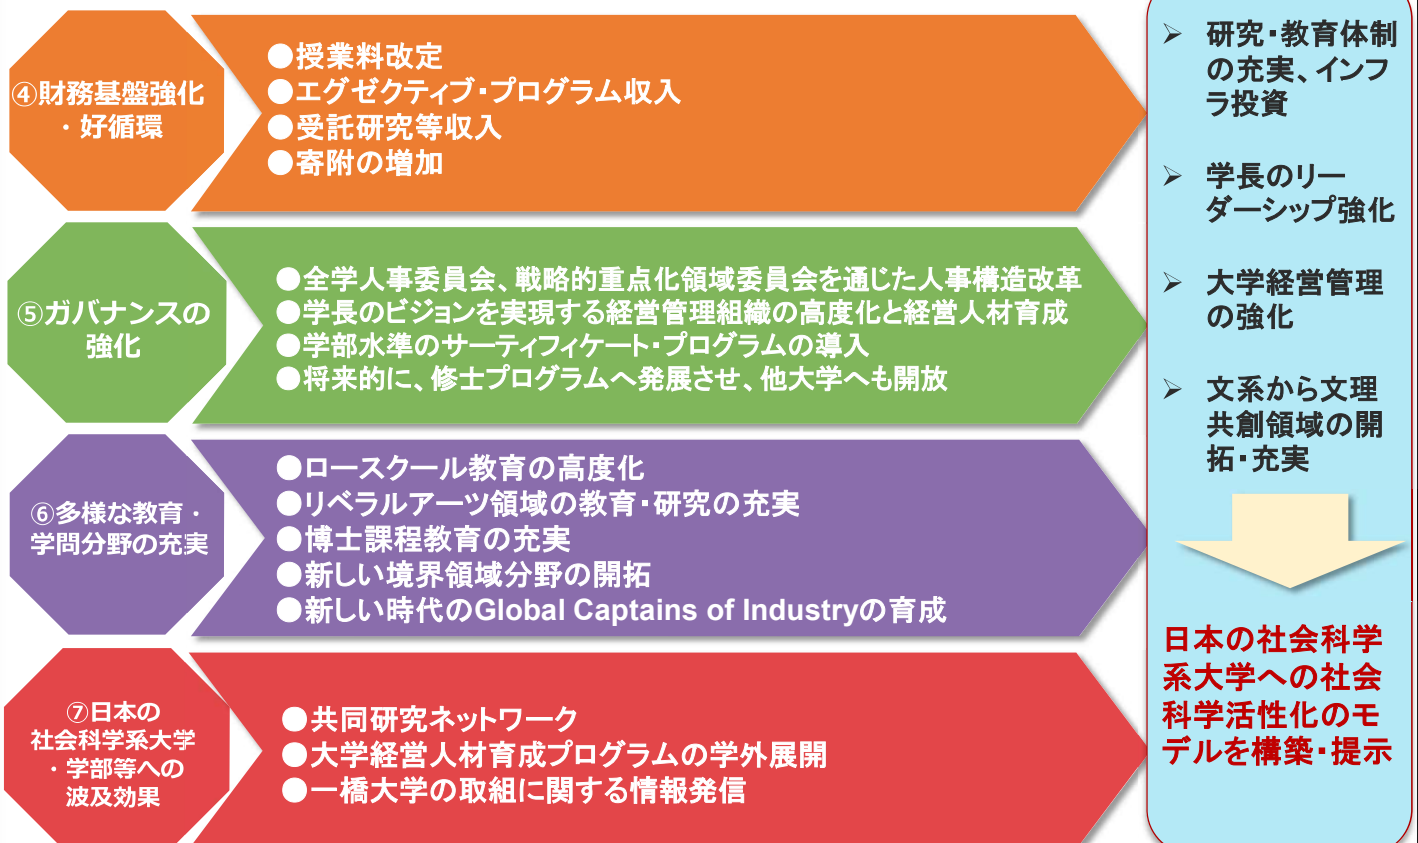 ④財務基盤強化
・好循環
●授業料改定
●エグゼクティブ・プログラム収入
●受託研究等収入
●寄附の増加
⑤ガバナンスの
強化
●全学人事委員会、戦略的重点化領域委員会を通じた人事構造改革
●学長のビジョンを実現する経営管理組織の高度化と経営人材育成
●学部水準のサーティフィケート・プログラムの導入
●将来的に、修士プログラムへ発展させ、他大学へも開放
⑥多様な教育・
学問分野の充実
●ロースクール教育の高度化
●リベラルアーツ領域の教育・研究の充実
●博士課程教育の充実
●新しい境界領域分野の開拓
●新しい時代のGlobal Captains of Industryの育成
⑦日本の
社会科学系大学
・学部等への
波及効果
●共同研究ネットワーク
●大学経営人材育成プログラムの学外展開
●一橋大学の取組に関する情報発信
➢ 研究・教育体制
の充実、インフ
ラ投資
➢ 学長のリー
ダーシップ強化
➢ 大学経営管理
の強化
➢ 文系から文理
共創領域の開
拓・充実
日本の社会科学
系大学への社会
科学活性化のモ
デルを構築・提示